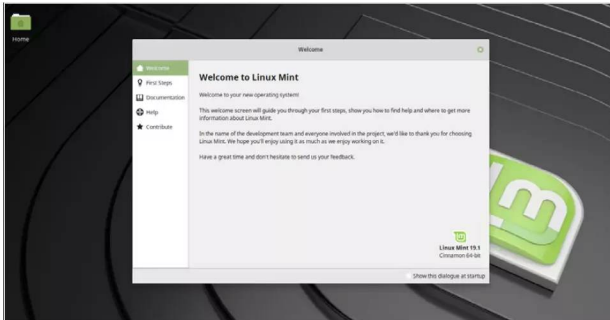 Home
Welcome
Welcome
First Steps
Documentation
Help
Contribute
Welcome to Linux Mint
Welcome to your new operating system!
This welcome screen will guide you through your first steps, show you how to find help and where to get more
information about Linux Mint.
In the name of the development team and everyone involved in the project, we'd like to thank you for choosing
Linux Mint. We hope you'll enjoy using it as much as we enjoy working on it.
Have a great time and don't hesitate to send us your feedback.
Linux Mint 19.1
Cinnamon 64-bit
Show this dialogue at startup